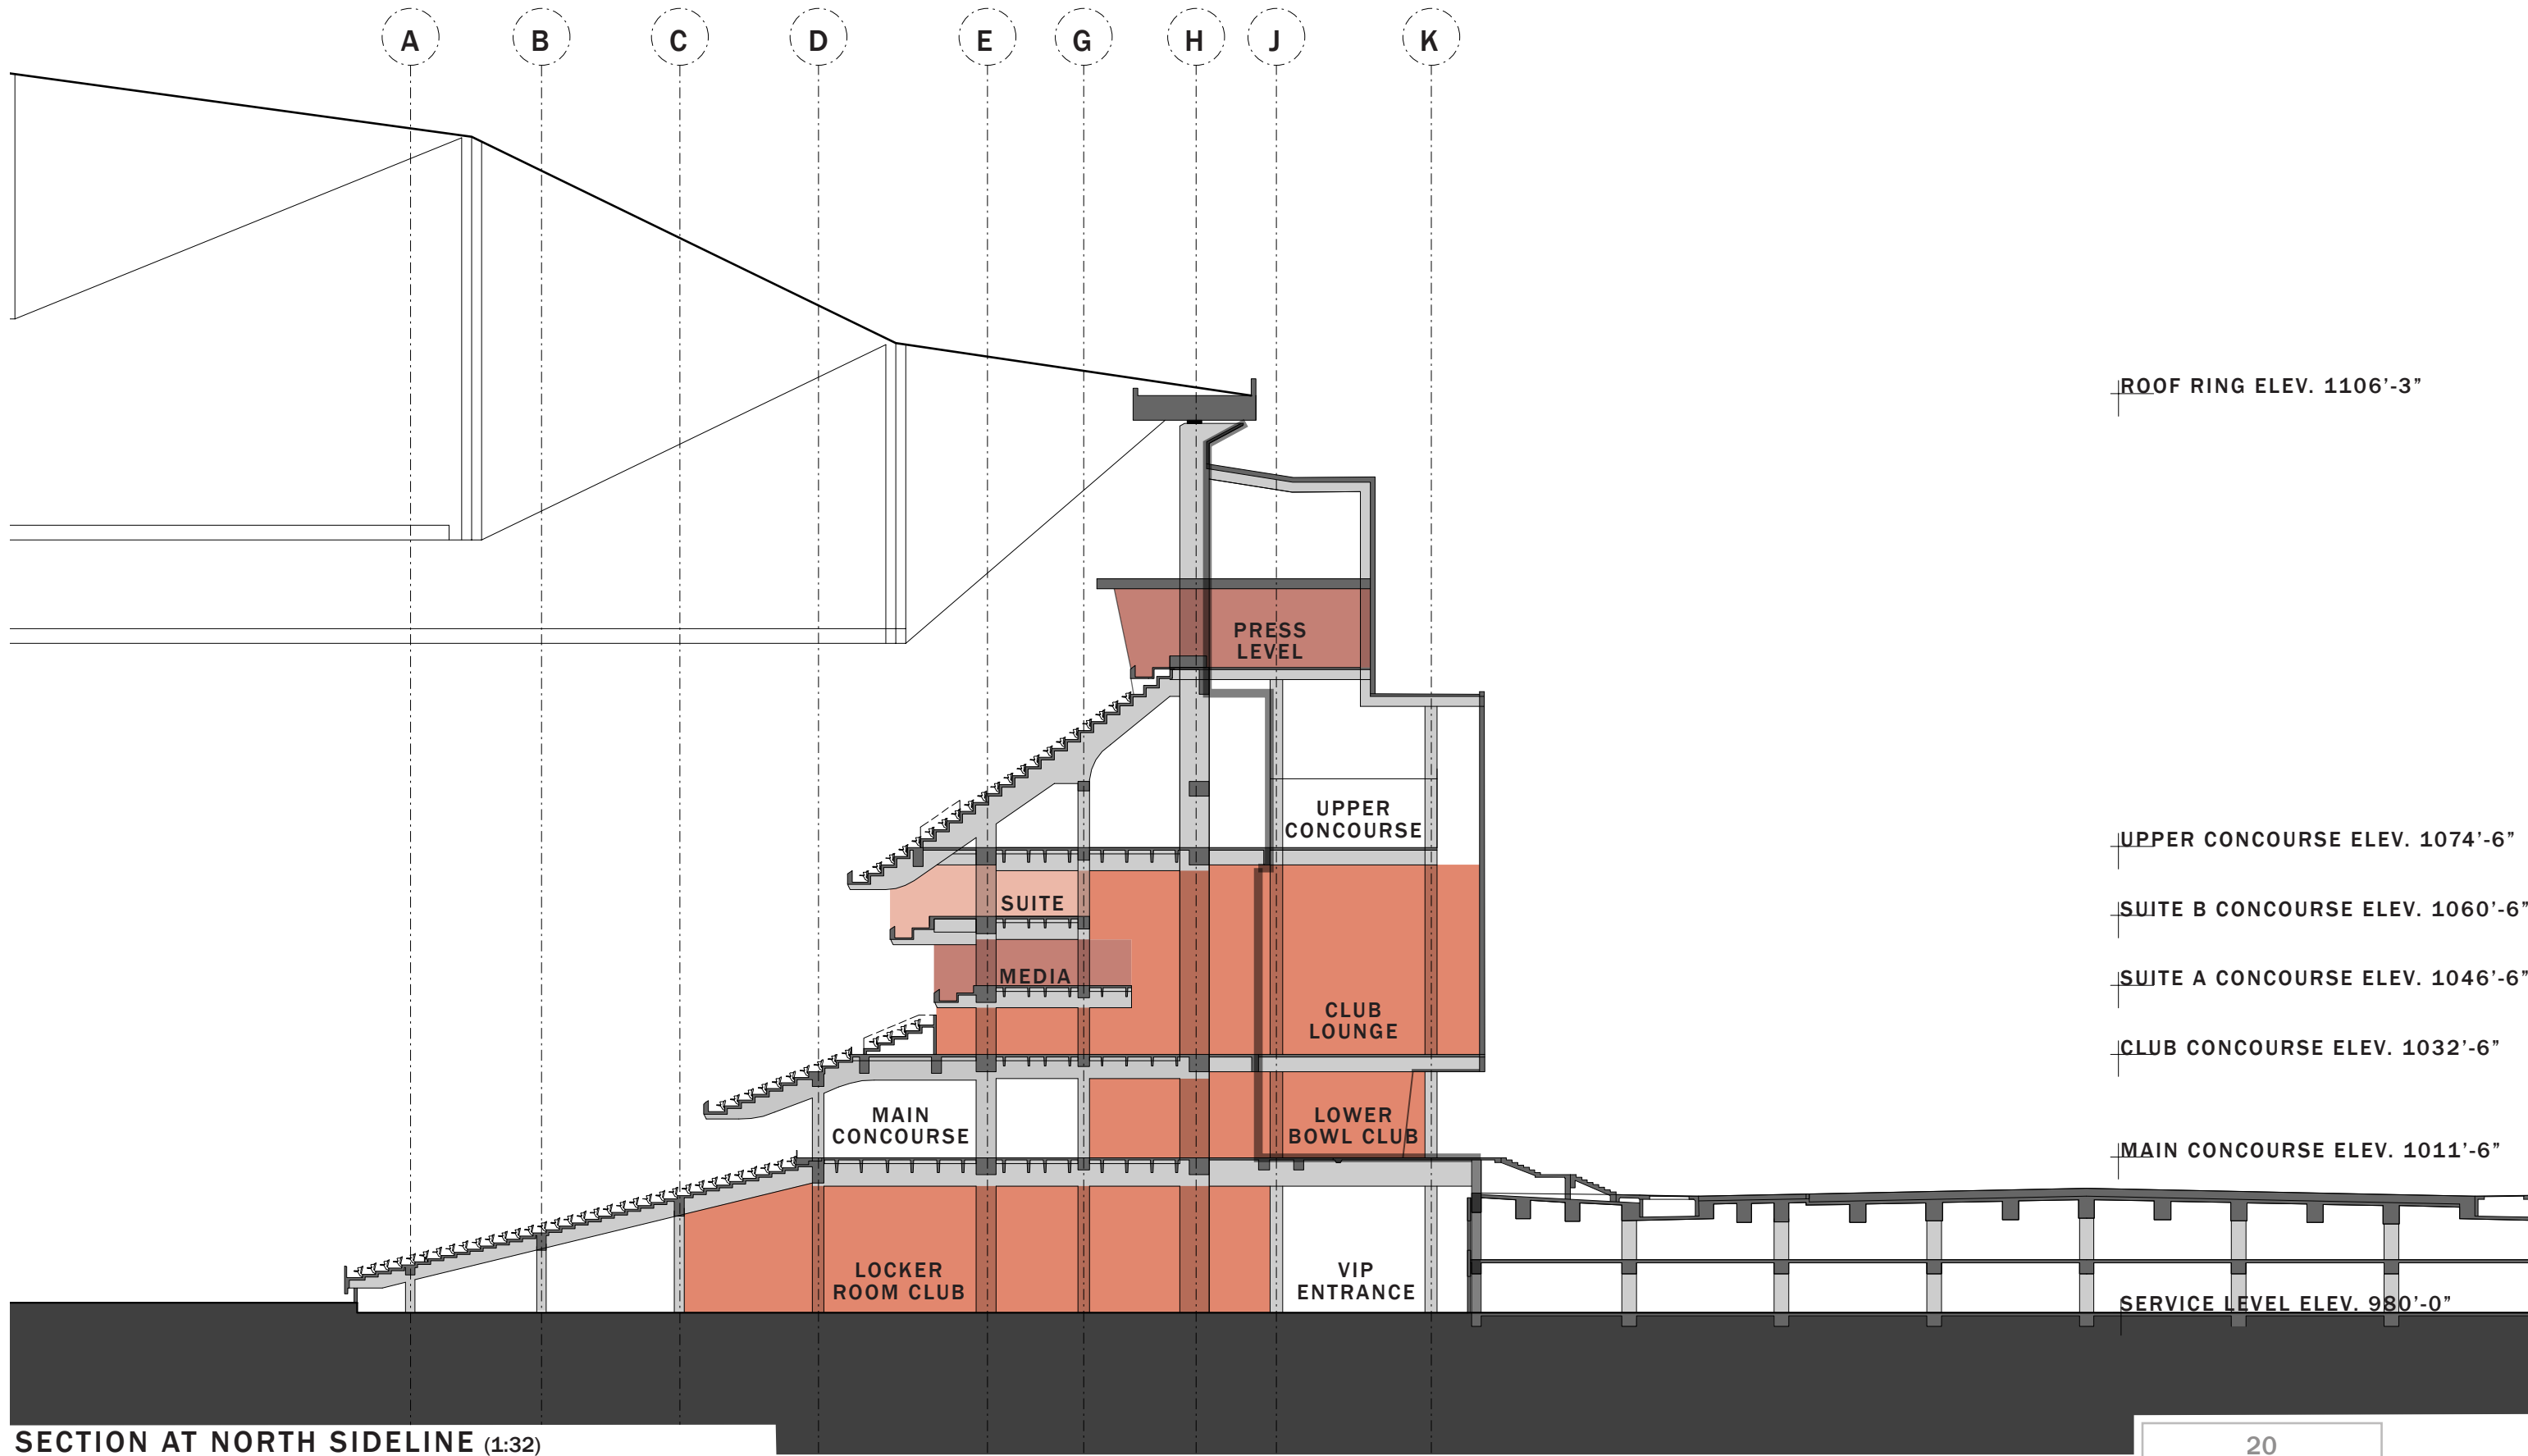 A B C D E G H J K
ROOF RING ELEV. 1106'-3"
PRESS
LEVEL
UPPER
CONCOURSE
UPPER CONCOURSE ELEV. 1074'-6"
SUITE
SUITE B CONCOURSE ELEV. 1060'-6"
MEDIA
SUITE A CONCOURSE ELEV. 1046'-6"
CLUB
LOUNGE
CLUB CONCOURSE ELEV. 1032'-6"
MAIN
CONCOURSE
LOWER
BOWL CLUB
MAIN CONCOURSE ELEV. 1011'-6"
LOCKER
ROOM CLUB
VIP
ENTRANCE
SERVICE LEVEL ELEV. 980'-0"
SECTION AT NORTH SIDELINE (1:32)
20